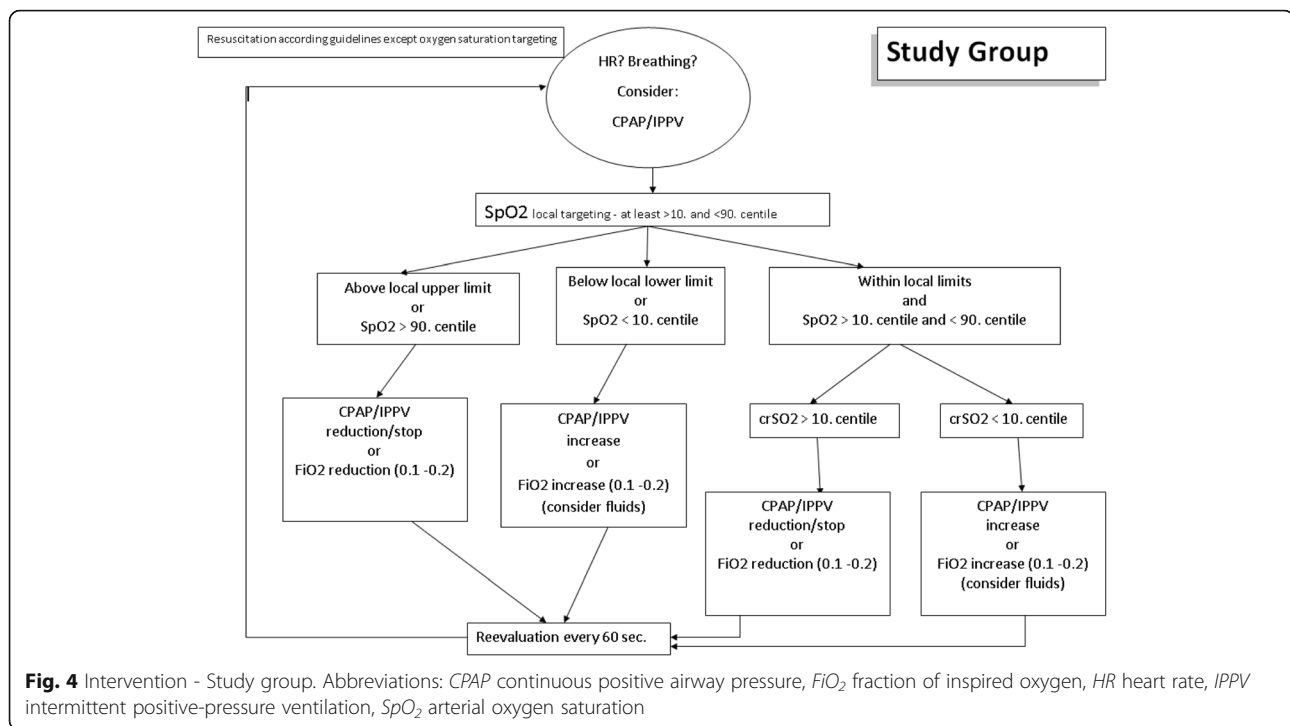 Resuscitation according guidelines except oxygen saturation targeting
Study Group
HR? Breathing?
Consider:
CPAP/IPPV
SpO2 local targeting - at least >10. and <90. centile
Above local upper limit
or
SpO2 > 90. centile
Below local lower limit
or
SpO2 < 10. centile
Within local limits
and
SpO2 > 10. centile and < 90. centile
CPAP/IPPV
reduction/stop
or
FiO2 reduction (0.1 -0.2)
CPAP/IPPV
increase
or
FiO2 increase (0.1 -0.2)
(consider fluids)
crSO2 > 10. centile
crSO2 < 10. centile
CPAP/IPPV
reduction/stop
or
FiO2 reduction (0.1 -0.2)
CPAP/IPPV
increase
or
FiO2 increase (0.1 -0.2)
(consider fluids)
Reevaluation every 60 sec.
Fig. 4 Intervention - Study group. Abbreviations: CPAP continuous positive airway pressure, FiO₂ fraction of inspired oxygen, HR heart rate, IPPV
intermittent positive-pressure ventilation, SpO₂ arterial oxygen saturation